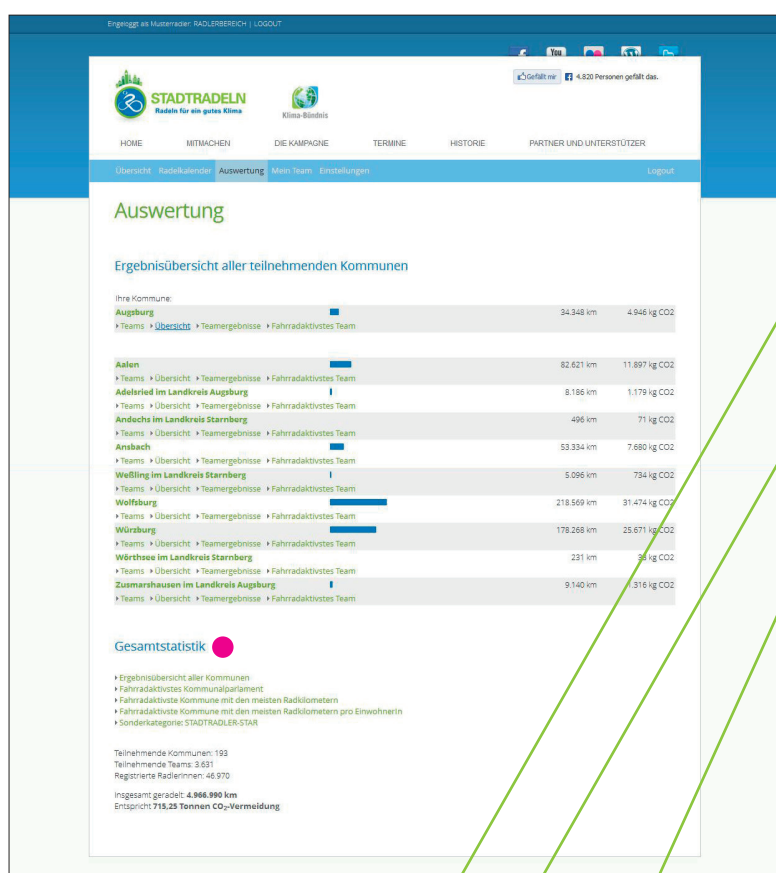 Eingeloggt als Musterradler: RADLERBEREICH | LOGOUT
You
Gefällt mir 4.820 Personen gefällt das.
STADTRADELN
Radeln für ein gutes Klima
Klima-Bündnis
HOME MITMACHEN DIE KAMPAGNE TERMINE HISTORIE PARTNER UND UNTERSTÜTZER
Übersicht Radelkalender Auswertung Mein Team Einstellungen Logout
Auswertung
Ergebnisübersicht aller teilnehmenden Kommunen
Ihre Kommune:
Augsburg 34.348 km 4.946 kg CO2
Teams Übersicht Teamergebnisse Fahrradaktivstes Team
Aalen 82.621 km 11.897 kg CO2
Teams Übersicht Teamergebnisse Fahrradaktivstes Team
Adelsried im Landkreis Augsburg 8.186 km 1.179 kg CO2
Teams Übersicht Teamergebnisse Fahrradaktivstes Team
Andechs im Landkreis Starnberg 496 km 71 kg CO2
Teams Übersicht Teamergebnisse Fahrradaktivstes Team
Ansbach 53.334 km 7.680 kg CO2
Teams Übersicht Teamergebnisse Fahrradaktivstes Team
Weßling im Landkreis Starnberg 5.096 km 734 kg CO2
Teams Übersicht Teamergebnisse Fahrradaktivstes Team
Wolfsburg 218.569 km 31.474 kg CO2
Teams Übersicht Teamergebnisse Fahrradaktivstes Team
Würzburg 178.268 km 25.671 kg CO2
Teams Übersicht Teamergebnisse Fahrradaktivstes Team
Wörthsee im Landkreis Starnberg 231 km kg CO2
Teams Übersicht Teamergebnisse Fahrradaktivstes Team
Zusmarshausen im Landkreis Augsburg 9.140 km 1.316 kg CO2
Teams Übersicht Teamergebnisse Fahrradaktivstes Team
Gesamtstatistik
Ergebnisübersicht aller Kommunen
Fahrradaktivstes Kommunalparlament
Fahrradaktivste Kommune mit den meisten Radkilometern
Fahrradaktivste Kommune mit den meisten Radkilometern pro EinwohnerIn
Sonderkategorie: STADTRADLER-STAR
Teilnehmende Kommunen: 193
Teilnehmende Teams: 3.631
Registrierte RadlerInnen: 46.970
Insgesamt geradelt: 4.966.990 km
Entspricht 715,25 Tonnen CO₂-Vermeidung